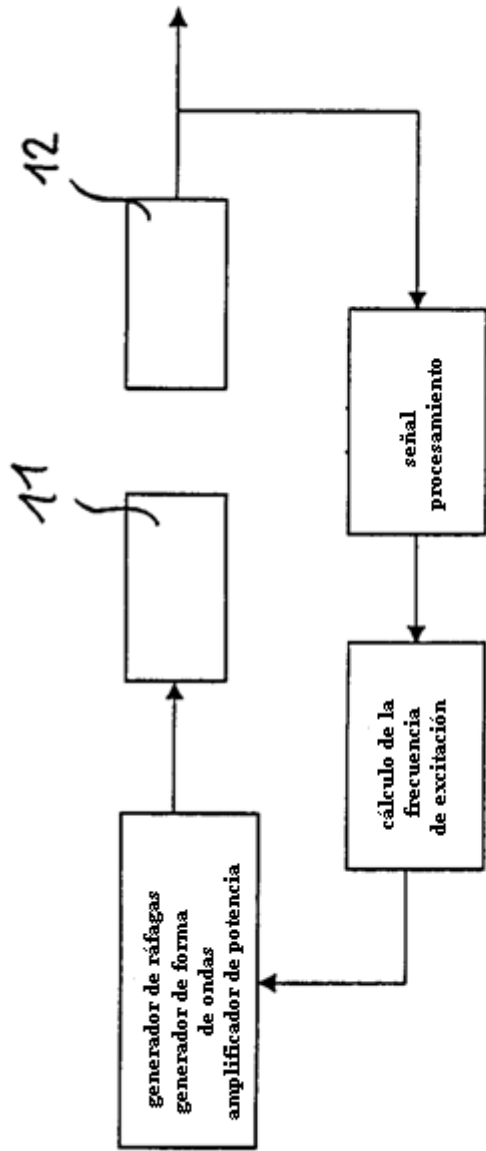 11
12
generador de ráfagas
generador de forma
de ondas
amplificador de potencia
cálculo de la
frecuencia
de excitación
señal
procesamiento